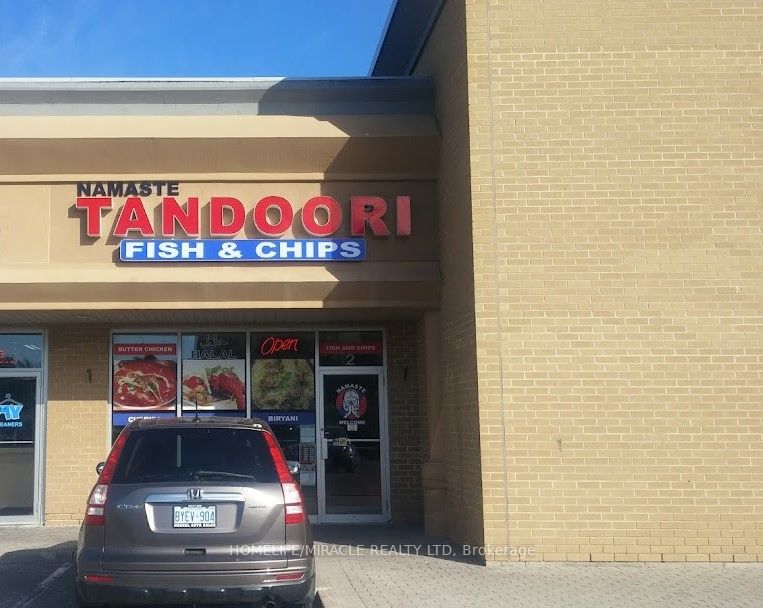 NAMASTE
TANDOORI
FISH & CHIPS
BUTTER CHICKEN
HALAL
Open
FISH AND CHIPS
2
NAMASTE
WELCOME
BIRYANI
CR-V
BYEV·904
HOMELIFE/MIRACLE REALTY LTD, Brokerage